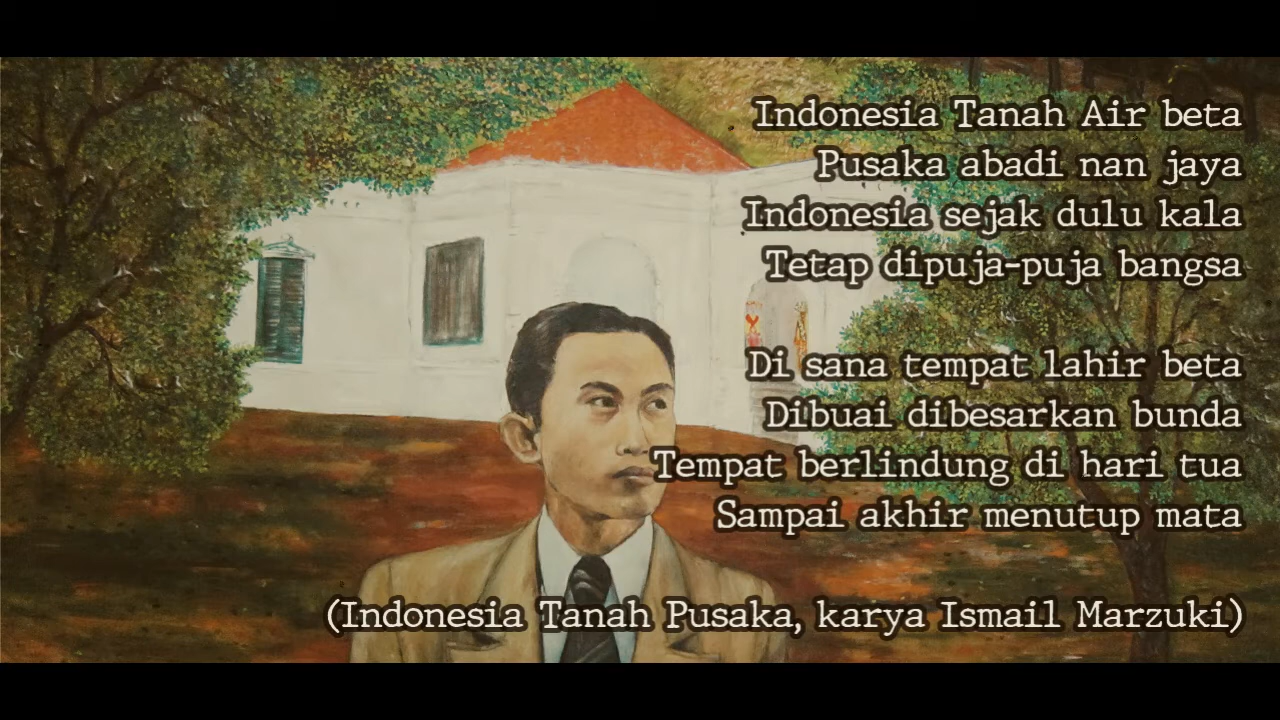 Indonesia Tanah Air beta
Pusaka abadi nan jaya
Indonesia sejak dulu kala
Tetap dipuja-puja bangsa
Di sana tempat lahir beta
Dibuai dibesarkan bunda
Tempat berlindung di hari tua
Sampai akhir menutup mata
(Indonesia Tanah Pusaka, karya Ismail Marzuki)